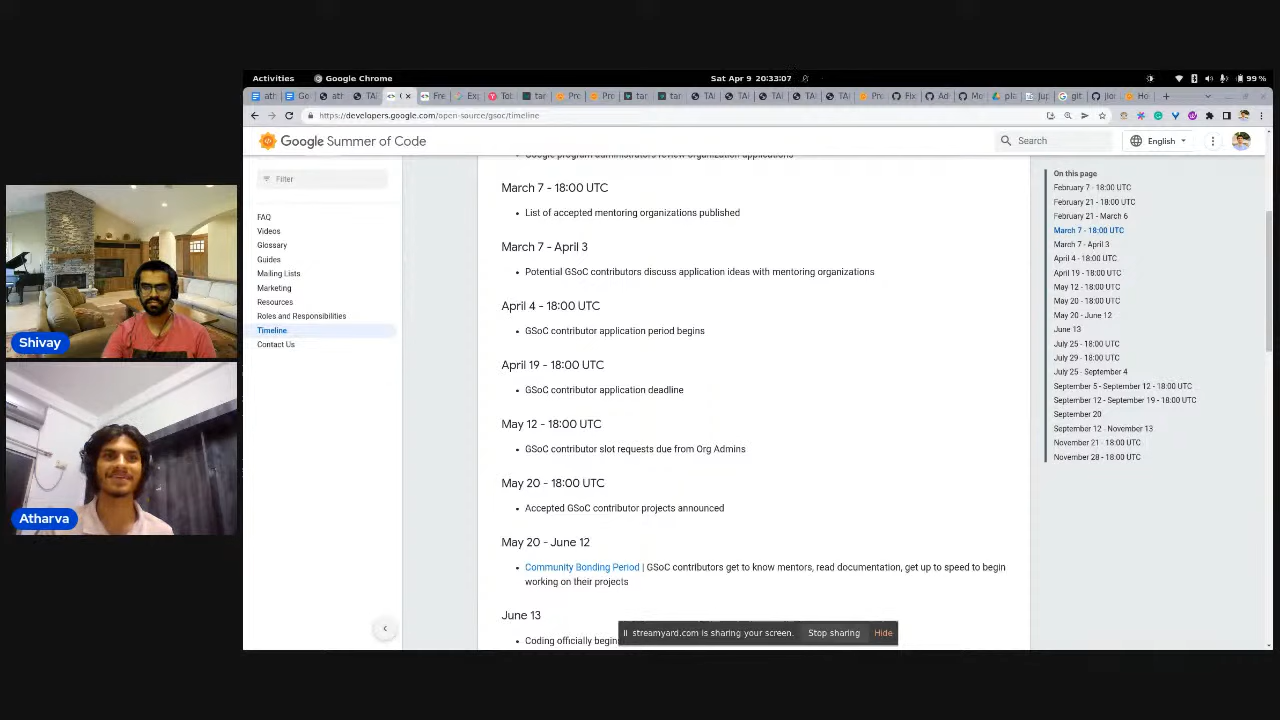 Activities
Google Chrome
Sat Apr 9 20:33:07
99 %
https://developers.google.com/open-source/gsoc/timeline
Google Summer of Code
Search
English
Filter
FAQ
Videos
Glossary
Guides
Mailing Lists
Marketing
Resources
Roles and Responsibilities
Timeline
Contact Us
Google program administrators review organization applications
March 7 - 18:00 UTC
List of accepted mentoring organizations published
March 7 - April 3
Potential GSoC contributors discuss application ideas with mentoring organizations
April 4 - 18:00 UTC
GSoC contributor application period begins
April 19 - 18:00 UTC
GSoC contributor application deadline
May 12 - 18:00 UTC
GSoC contributor slot requests due from Org Admins
May 20 - 18:00 UTC
Accepted GSoC contributor projects announced
May 20 - June 12
Community Bonding Period | GSoC contributors get to know mentors, read documentation, get up to speed to begin
working on their projects
June 13
Coding officially begin
On this page
February 7 - 18:00 UTC
February 21 - 18:00 UTC
February 21 - March 6
March 7 - 18:00 UTC
March 7 - April 3
April 4 - 18:00 UTC
April 19 - 18:00 UTC
May 12 - 18:00 UTC
May 20 - 18:00 UTC
May 20 - June 12
June 13
July 25 - 18:00 UTC
July 29 - 18:00 UTC
July 25 - September 4
September 5 - September 12 - 18:00 UTC
September 12 - September 19 - 18:00 UTC
September 20
September 12 - November 13
November 21 - 18:00 UTC
November 28 - 18:00 UTC
streamyard.com is sharing your screen.
Stop sharing
Hide
Shivay
Atharva